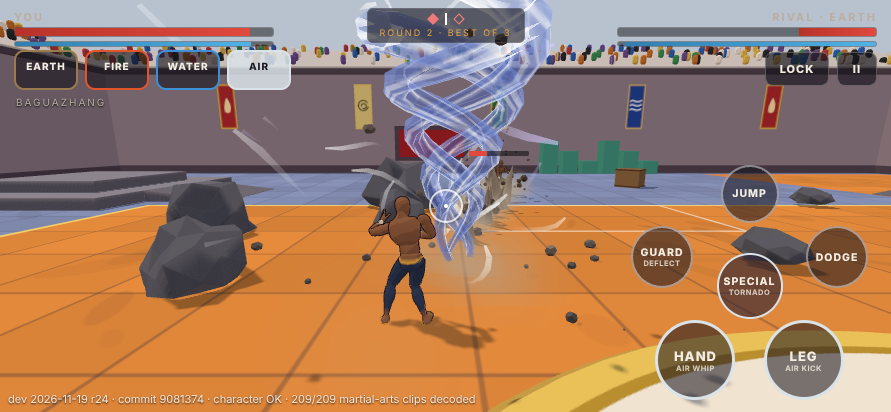 YOU
RIVAL · EARTH
ROUND 2 · BEST OF 3
EARTH
FIRE
WATER
AIR
LOCK
BAGUAZHANG
JUMP
GUARD
DEFLECT
DODGE
SPECIAL
TORNADO
HAND
AIR WHIP
LEG
AIR KICK
dev 2026-11-19 r24 · commit 9081374 · character OK · 209/209 martial-arts clips decoded